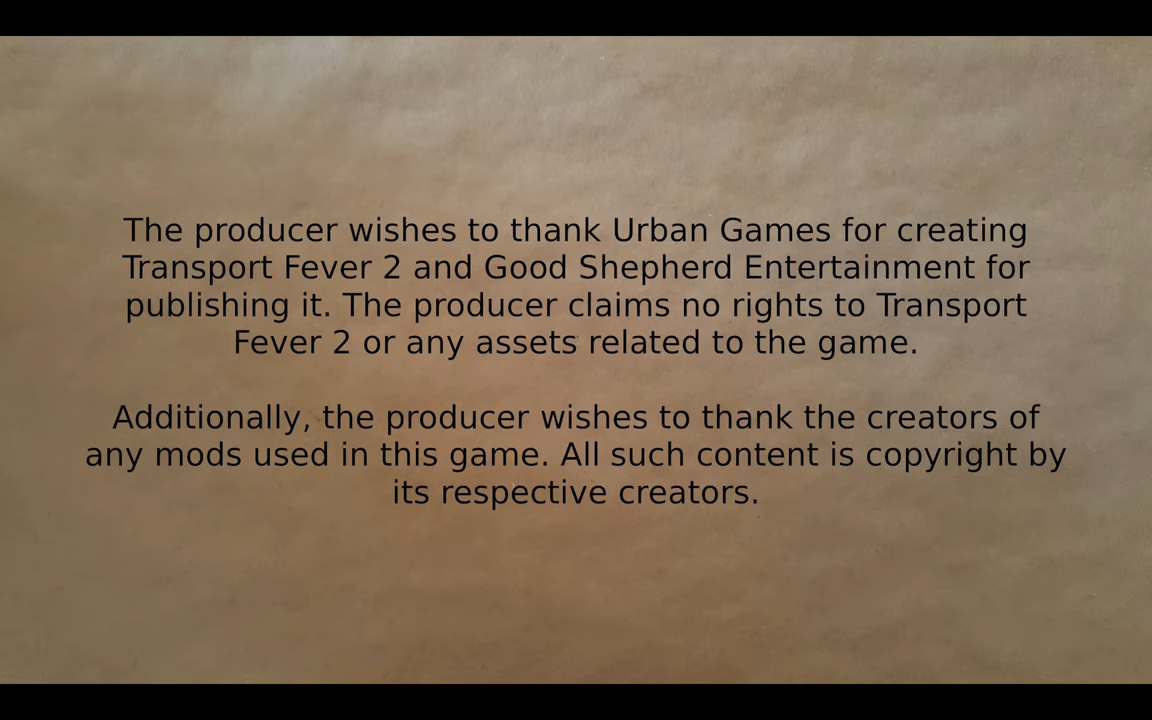 The producer wishes to thank Urban Games for creating
Transport Fever 2 and Good Shepherd Entertainment for
publishing it. The producer claims no rights to Transport
Fever 2 or any assets related to the game.
Additionally, the producer wishes to thank the creators of
any mods used in this game. All such content is copyright by
its respective creators.